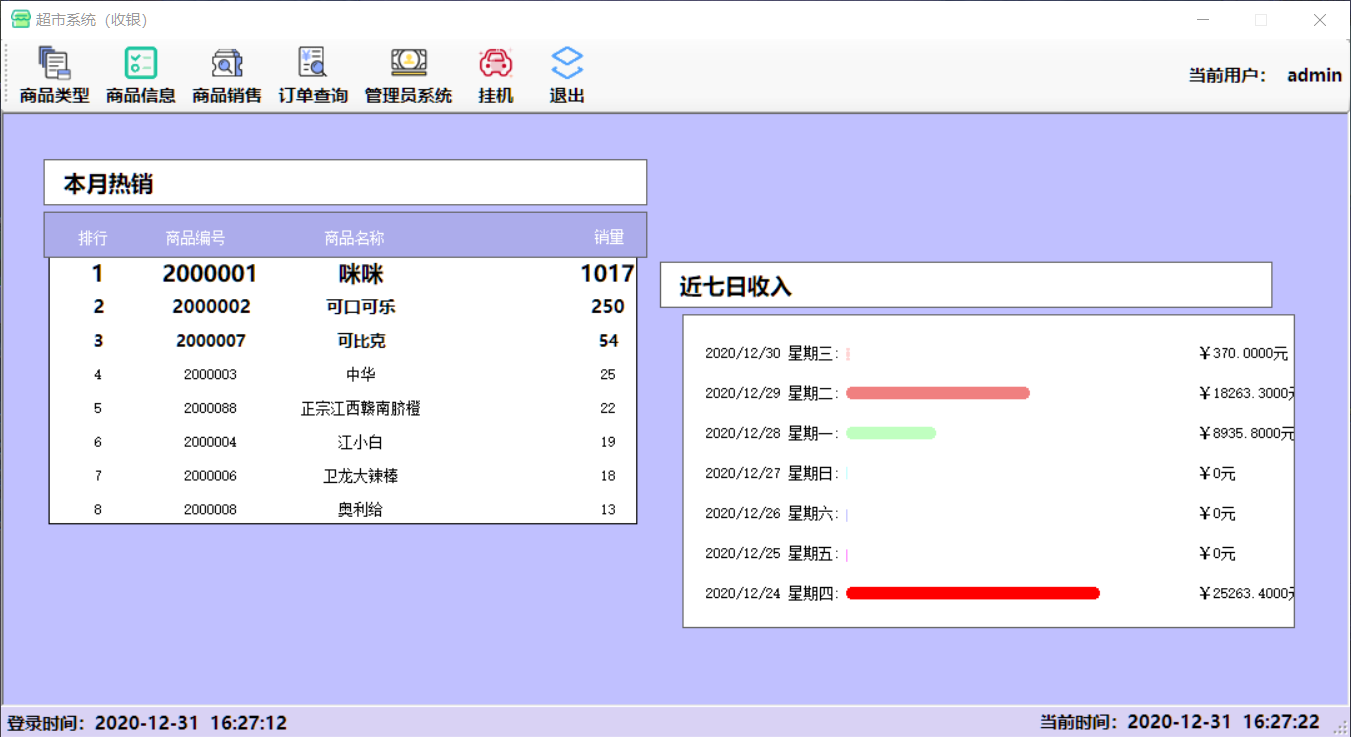 超市系统（收银）
商品类型 商品信息 商品销售 订单查询 管理员系统 挂机 退出 当前用户： admin
本月热销
排行 商品编号 商品名称 销量
1 2000001 咪咪 1017
2 2000002 可口可乐 250
3 2000007 可比克 54
4 2000003 中华 25
5 2000088 正宗江西赣南脐橙 22
6 2000004 江小白 19
7 2000006 卫龙大辣棒 18
8 2000008 奥利给 13
近七日收入
2020/12/30 星期三： ￥370.0000元
2020/12/29 星期二： ￥18263.3000元
2020/12/28 星期一： ￥8935.8000元
2020/12/27 星期日： ￥0元
2020/12/26 星期六： ￥0元
2020/12/25 星期五： ￥0元
2020/12/24 星期四： ￥25263.4000元
登录时间： 2020-12-31 16:27:12 当前时间： 2020-12-31 16:27:22